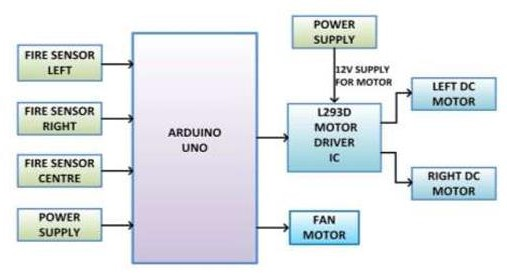 POWER
SUPPLY
FIRE SENSOR
LEFT
12V SUPPLY
FOR MOTOR
LEFT DC
MOTOR
FIRE SENSOR
RIGHT
ARDUINO
UNO
L293D
MOTOR
DRIVER
IC
FIRE SENSOR
CENTRE
RIGHT DC
MOTOR
POWER
SUPPLY
FAN
MOTOR